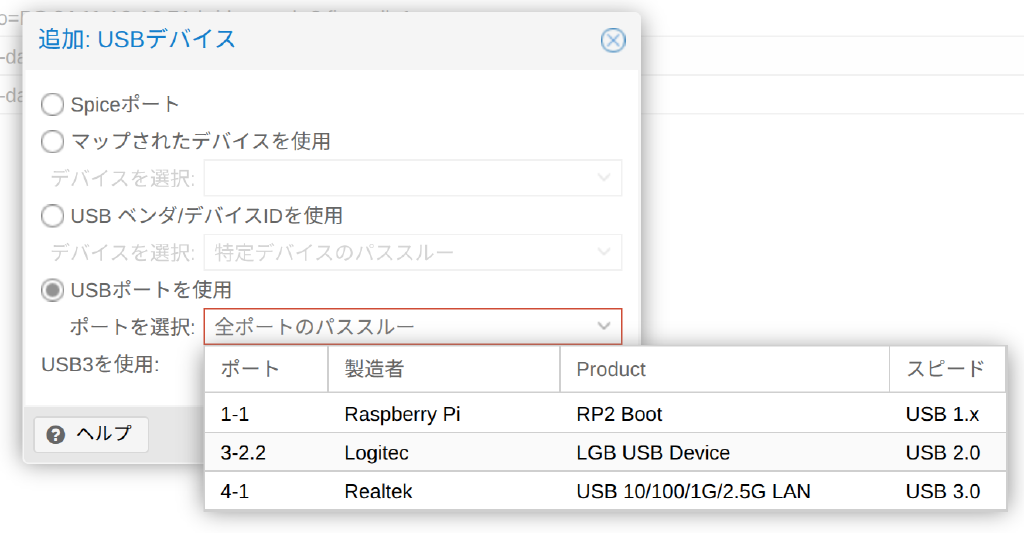 追加: USBデバイス
Spiceポート
マップされたデバイスを使用
デバイスを選択:
USB ベンダ/デバイスIDを使用
デバイスを選択: 特定デバイスのパススルー
USBポートを使用
ポートを選択: 全ポートのパススルー
USB3を使用:
ポート 製造者 Product スピード
1-1 Raspberry Pi RP2 Boot USB 1.x
3-2.2 Logitec LGB USB Device USB 2.0
4-1 Realtek USB 10/100/1G/2.5G LAN USB 3.0
ヘルプ